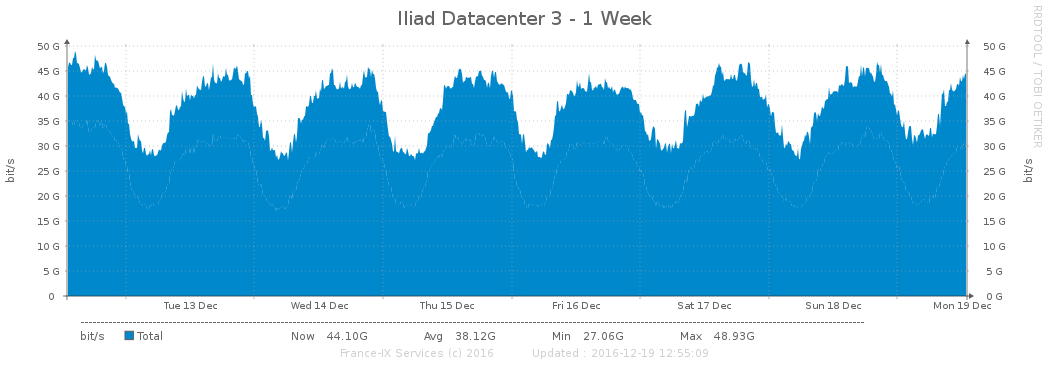 Iliad Datacenter 3 - 1 Week
RRDTOOL / TOBI OETIKER
50 G 50 G
45 G 45 G
40 G 40 G
35 G 35 G
30 G 30 G
25 G 25 G
20 G 20 G
15 G 15 G
10 G 10 G
5 G 5 G
0 0 G
bit/s bit/s
Tue 13 Dec Wed 14 Dec Thu 15 Dec Fri 16 Dec Sat 17 Dec Sun 18 Dec Mon 19 Dec
bit/s Total Now 44.10G Avg 38.12G Min 27.06G Max 48.93G
France-IX Services (c) 2016 Updated : 2016-12-19 12:55:09